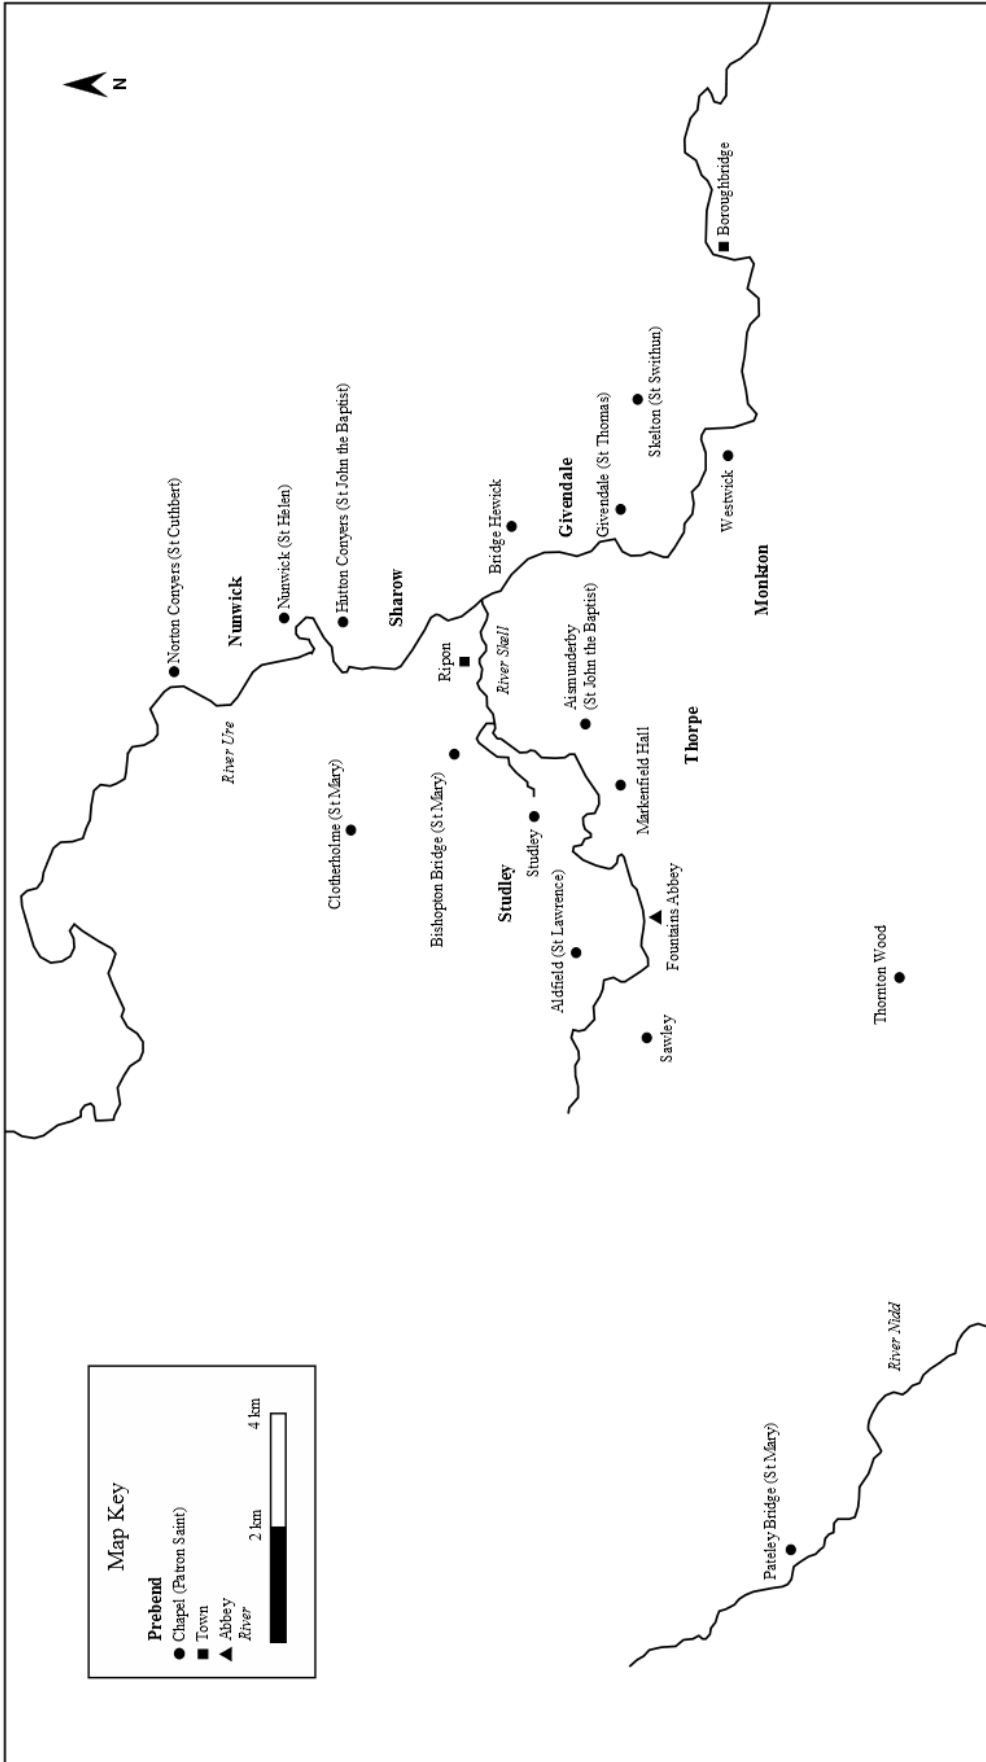 N
Map Key
Prebend
Chapel (Patron Saint)
Town
Abbey
River
2 km
4 km
Norton Conyers (St Cuthbert)
Nunwick
River Ure
Nunwick (St Helen)
Hutton Conyers (St John the Baptist)
Clotherholme (St Mary)
Sharow
Ripon
Bishopton Bridge (St Mary)
Bridge Hewick
River Skell
Studley
Studley
Givendale
Givendale (St Thomas)
Aldfield (St Lawrence)
Aismunderby
(St John the Baptist)
Skelton (St Swithun)
Markenfield Hall
Fountains Abbey
Sawley
Thorpe
Boroughbridge
Westwick
Monkton
Pateley Bridge (St Mary)
Thornton Wood
River Nidd